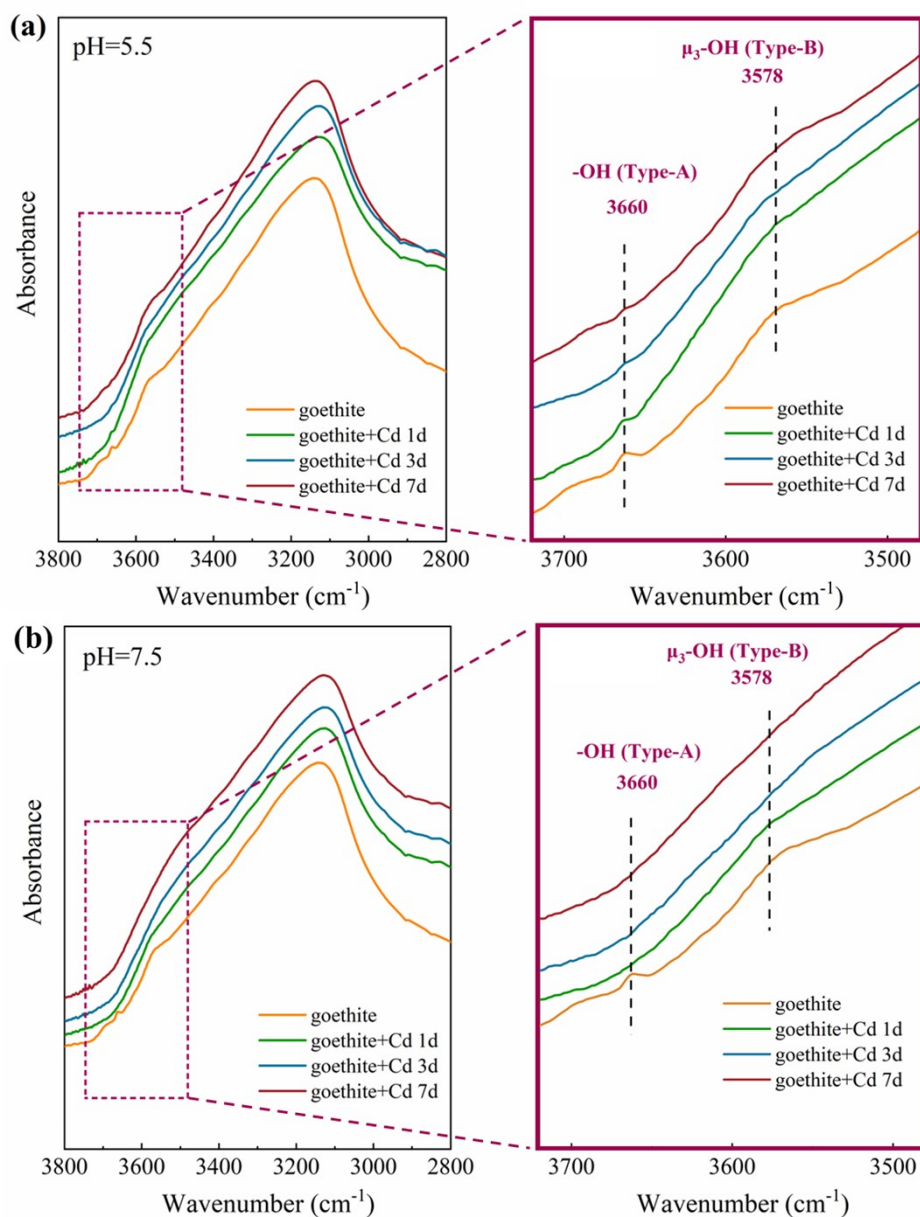 (a)
pH=5.5
Absorbance
goethite
goethite+Cd 1d
goethite+Cd 3d
goethite+Cd 7d
3800 3600 3400 3200 3000 2800
Wavenumber (cm⁻¹)
μ₃-OH (Type-B)
3578
-OH (Type-A)
3660
goethite
goethite+Cd 1d
goethite+Cd 3d
goethite+Cd 7d
3700 3600 3500
Wavenumber (cm⁻¹)
(b)
pH=7.5
Absorbance
goethite
goethite+Cd 1d
goethite+Cd 3d
goethite+Cd 7d
3800 3600 3400 3200 3000 2800
Wavenumber (cm⁻¹)
μ₃-OH (Type-B)
3578
-OH (Type-A)
3660
goethite
goethite+Cd 1d
goethite+Cd 3d
goethite+Cd 7d
3700 3600 3500
Wavenumber (cm⁻¹)